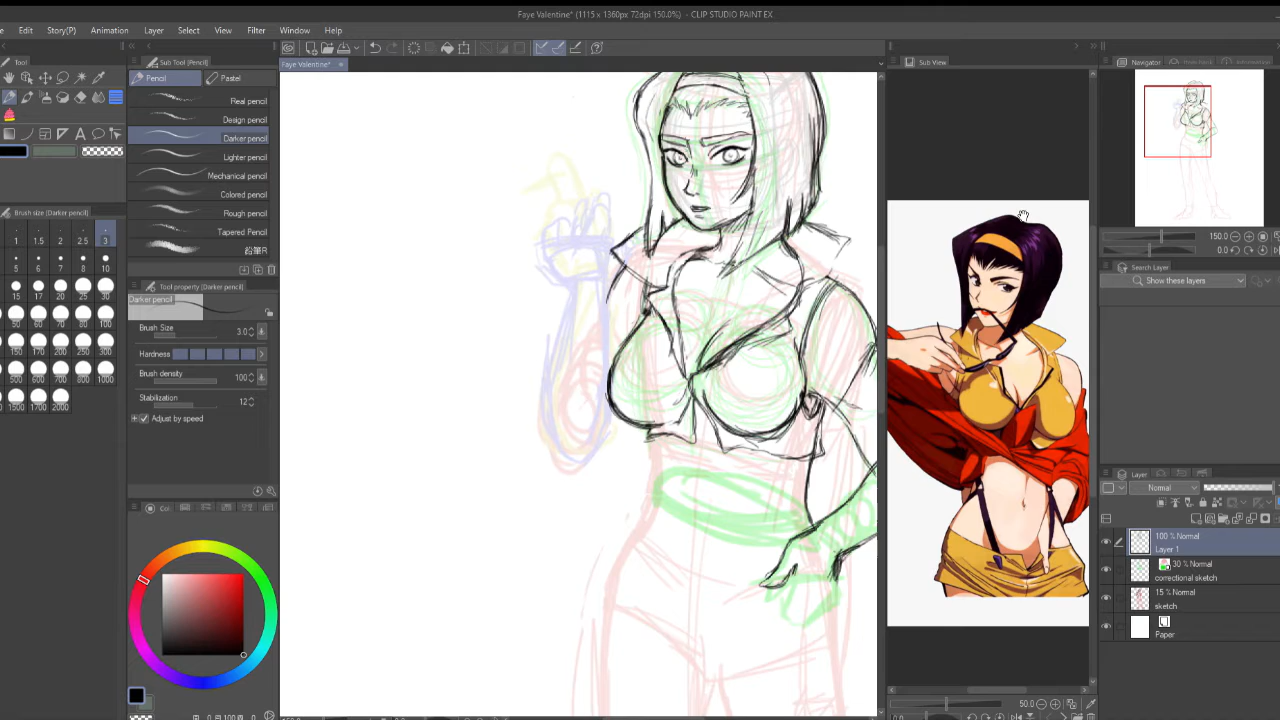 Faye Valentine* (1115 x 1360px 72dpi 150.0%) - CLIP STUDIO PAINT EX
Edit Story(P) Animation Layer Select View Filter Window Help
Tool
Sub Tool [Pencil]
Pencil
Pastel
Real pencil
Design pencil
Darker pencil
Lighter pencil
Mechanical pencil
Colored pencil
Rough pencil
Tapered Pencil
鉛筆R
Brush size [Darker pencil]
1 1.5 2 2.5 3
5 6 7 8 10
15 17 20 25 30
50 60 70 80 100
150 170 200 250 300
500 600 700 800 1000
1500 1700 2000
Tool property [Darker pencil]
Darker pencil
Brush Size 3.0
Hardness
Brush density 100
Stabilization 12
Adjust by speed
Faye Valentine*
Sub View
50.0
Navigator
150.0
0.0
Search Layer
Show these layers
Layer
Normal
100 % Normal
Layer 1
30 % Normal
correctional sketch
15 % Normal
sketch
Paper